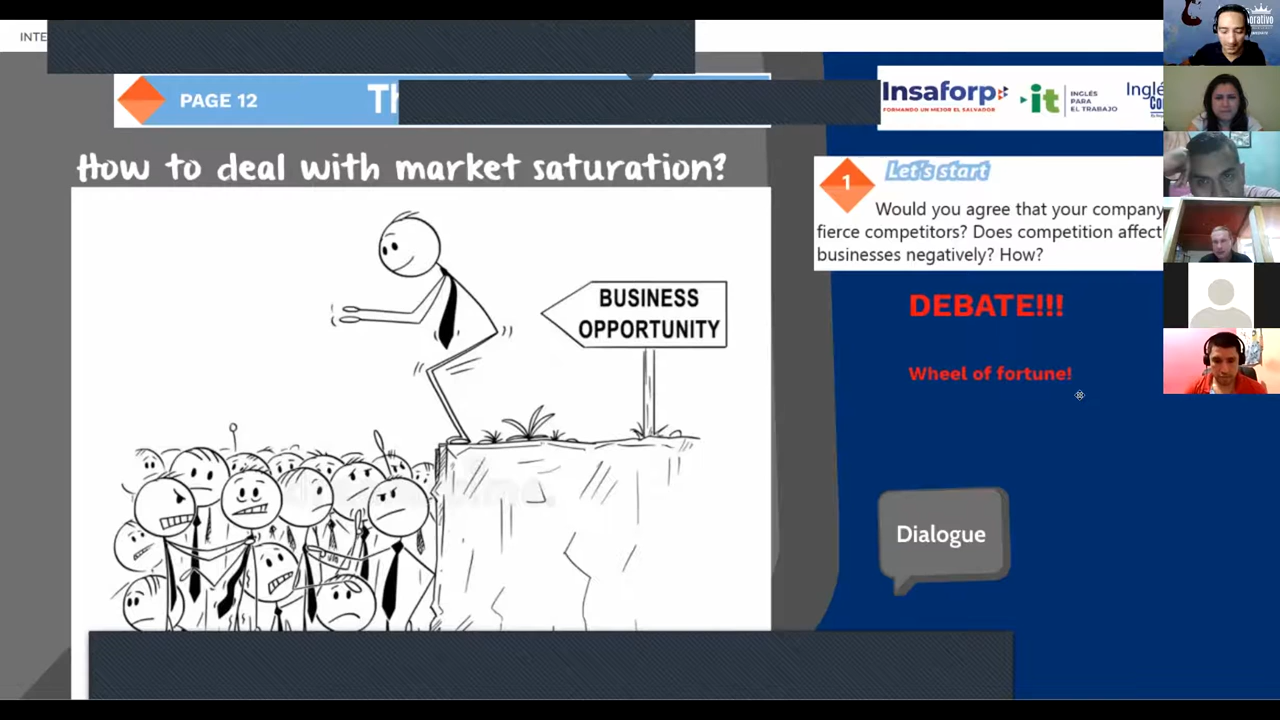 INTE
PAGE 12
Th
Insaforp
FORMANDO UN MEJOR EL SALVADOR
it
INGLÉS
PARA
EL TRABAJO
Inglé
Co
How to deal with market saturation?
1
Let's start
Would you agree that your company
fierce competitors? Does competition affect
businesses negatively? How?
BUSINESS
OPPORTUNITY
DEBATE!!!
Wheel of fortune!
Dialogue